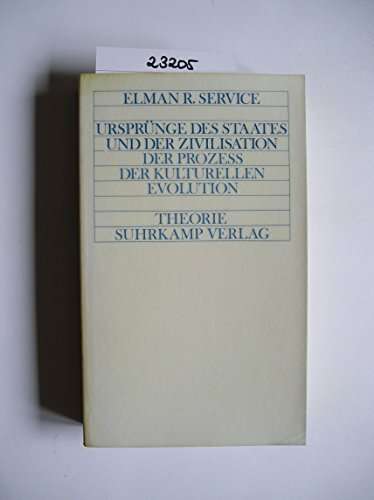 23205
ELMAN R. SERVICE
URSPRÜNGE DES STAATES
UND DER ZIVILISATION
DER PROZESS
DER KULTURELLEN
EVOLUTION
THEORIE
SUHRKAMP VERLAG